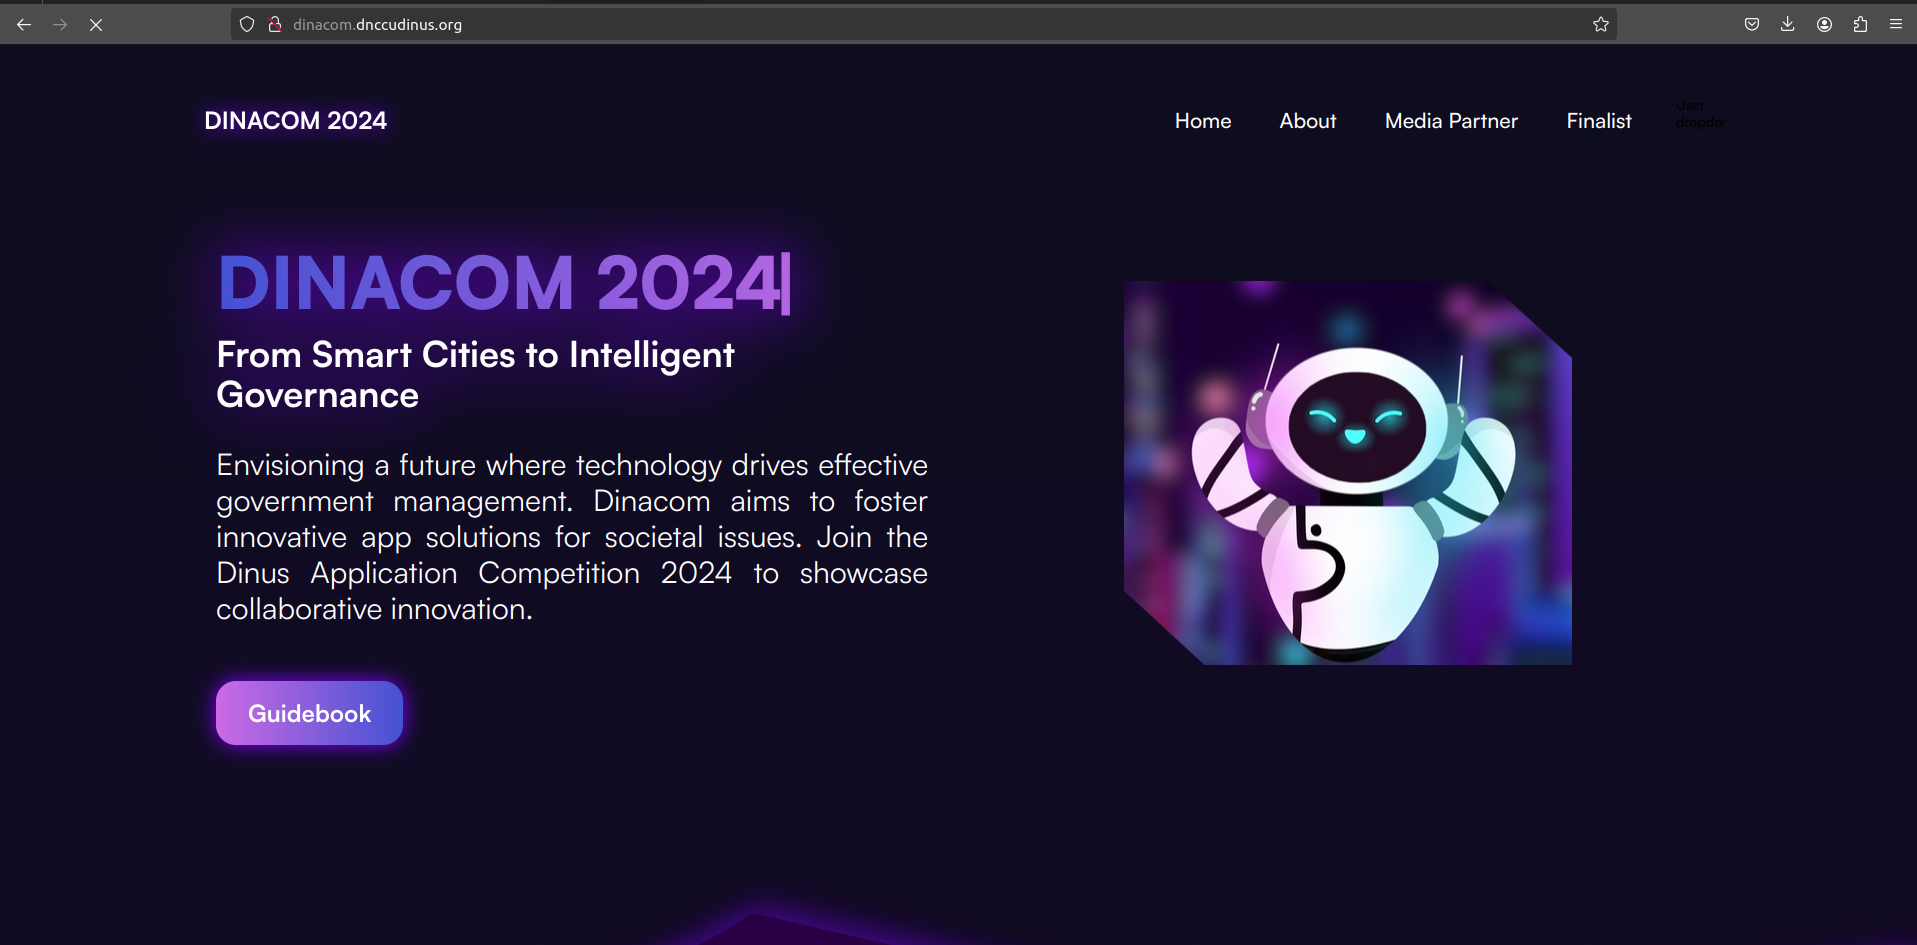 dinacom.dnccudinus.org
DINACOM 2024
Home About Media Partner Finalist
User
dropdo
DINACOM 2024
From Smart Cities to Intelligent
Governance
Envisioning a future where technology drives effective
government management. Dinacom aims to foster
innovative app solutions for societal issues. Join the
Dinus Application Competition 2024 to showcase
collaborative innovation.
Guidebook